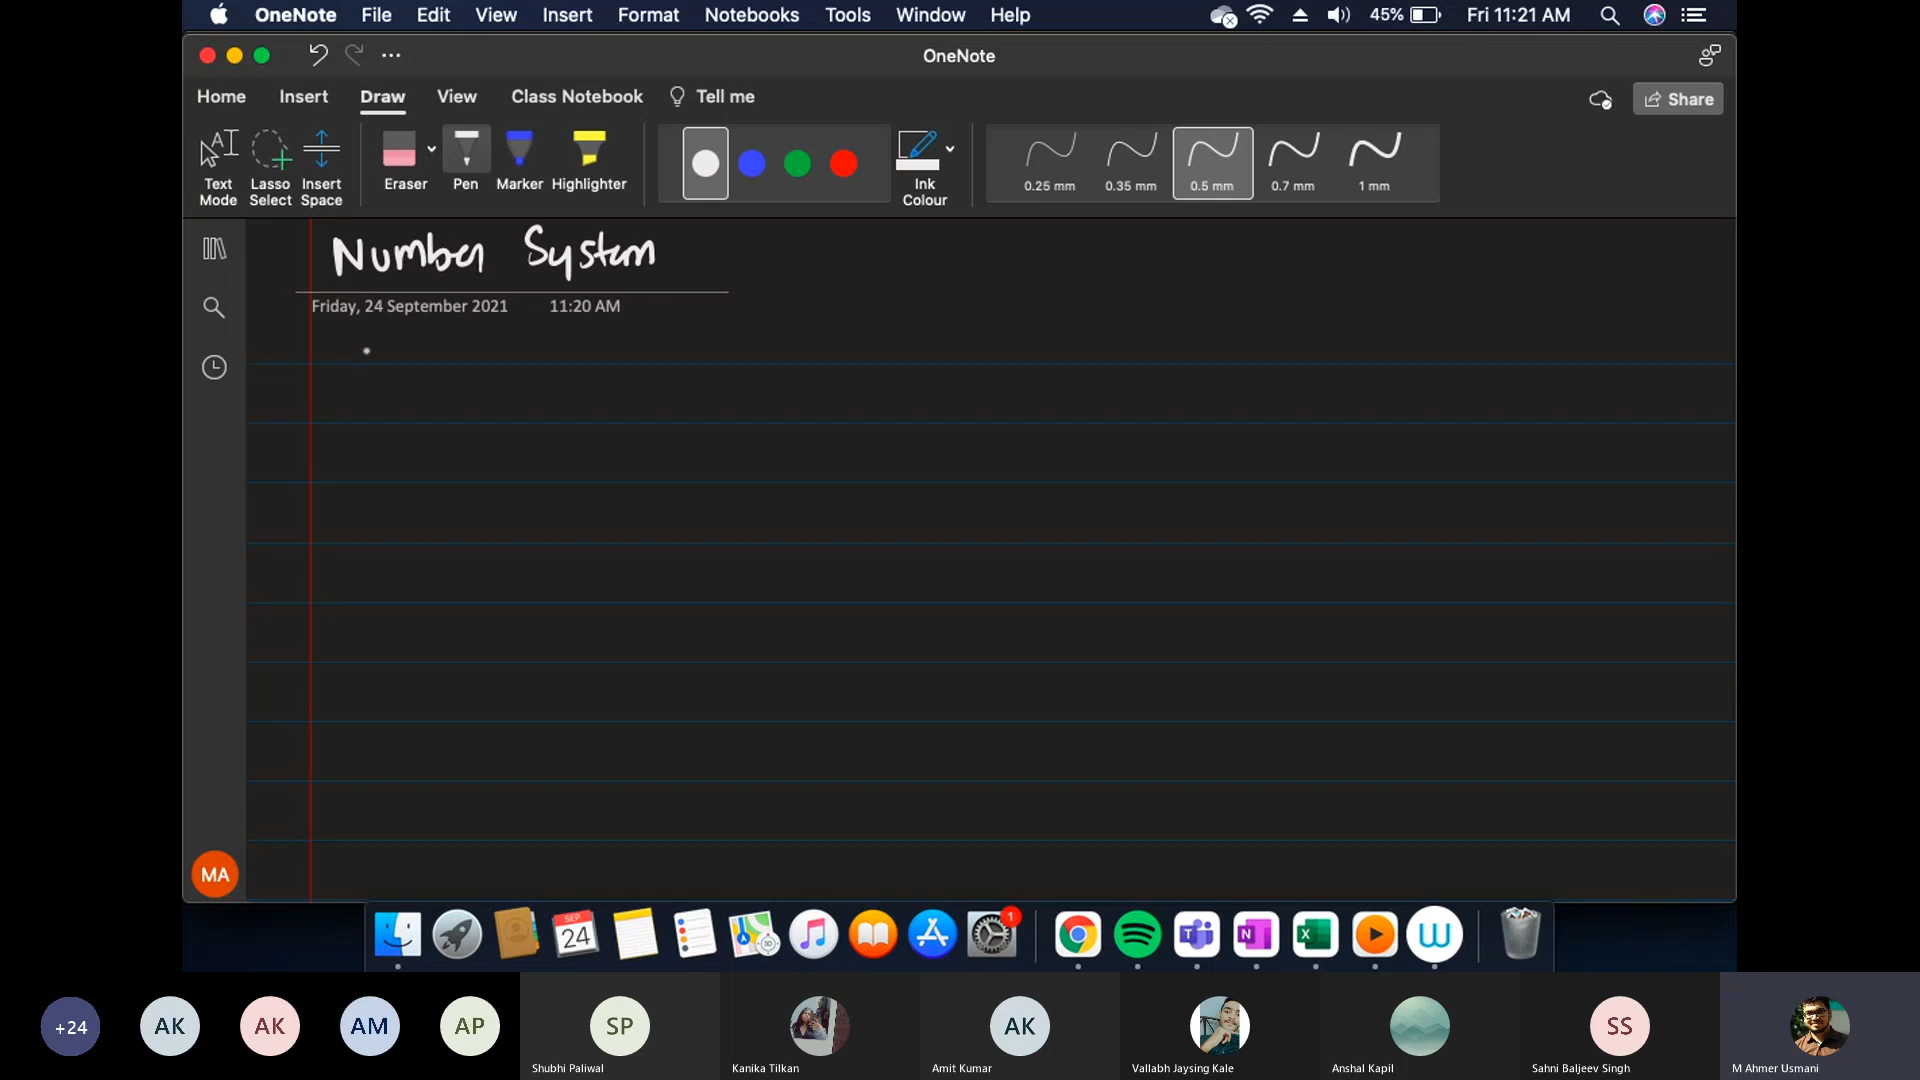 OneNote File Edit View Insert Format Notebooks Tools Window Help 45% Fri 11:21 AM
OneNote
Home Insert Draw View Class Notebook Tell me Share
Text Mode Lasso Select Insert Space Eraser Pen Marker Highlighter Ink Colour 0.25 mm 0.35 mm 0.5 mm 0.7 mm 1 mm
Number System
Friday, 24 September 2021 11:20 AM
MA
SEP 24 3D 1 N X W
+24 AK AK AM AP SP AK SS
Shubhi Paliwal Kanika Tilkan Amit Kumar Vallabh Jaysing Kale Anshal Kapil Sahni Baljeev Singh M Ahmer Usmani